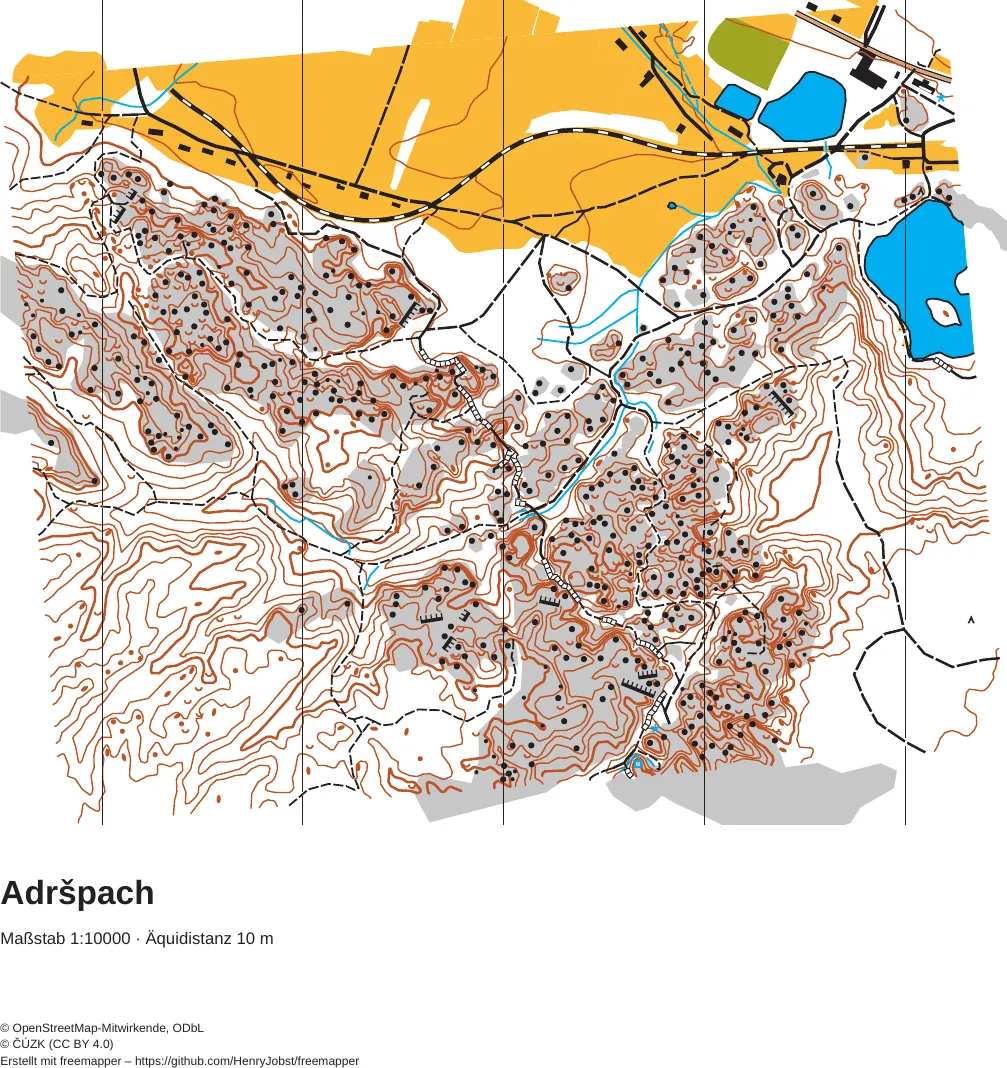 Adršpach
Maßstab 1:10000 · Äquidistanz 10 m
© OpenStreetMap-Mitwirkende, ODbL
© ČÚZK (CC BY 4.0)
Erstellt mit freemapper – https://github.com/HenryJobst/freemapper